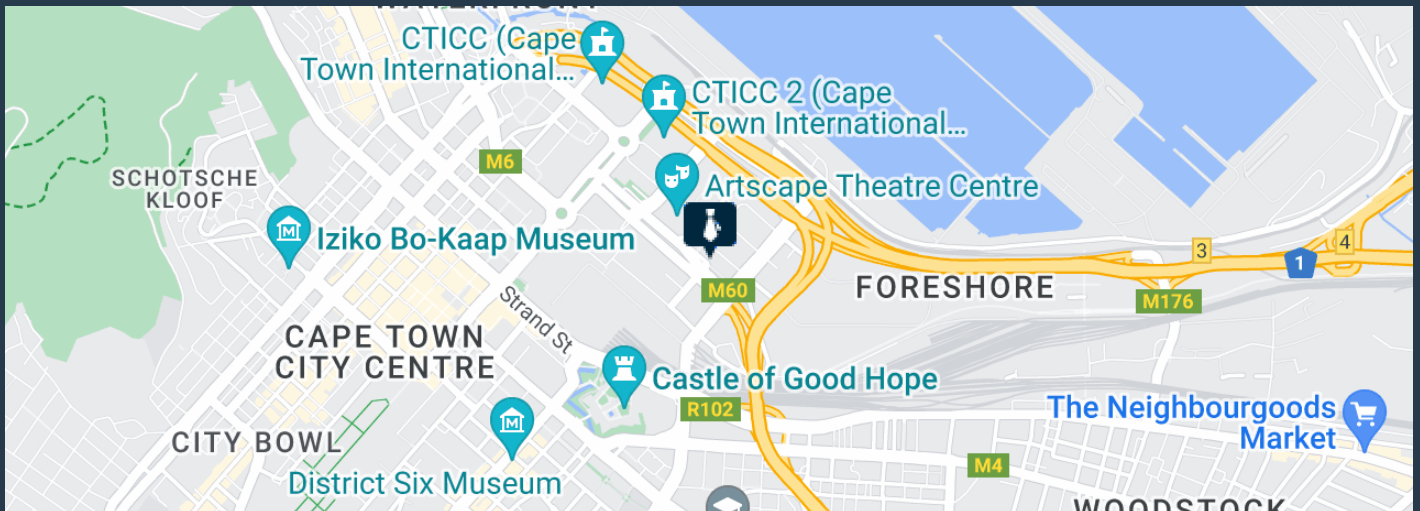 WATERFRONT
CTICC (Cape
Town International...
CTICC 2 (Cape
Town International...
M6
SCHOTSCHE
KLOOF
Artscape Theatre Centre
Iziko Bo-Kaap Museum
3
4
1
M60
FORESHORE
M176
Strand St
CAPE TOWN
CITY CENTRE
Castle of Good Hope
R102
The Neighbourgoods
Market
CITY BOWL
M4
District Six Museum
WOODSTOCK